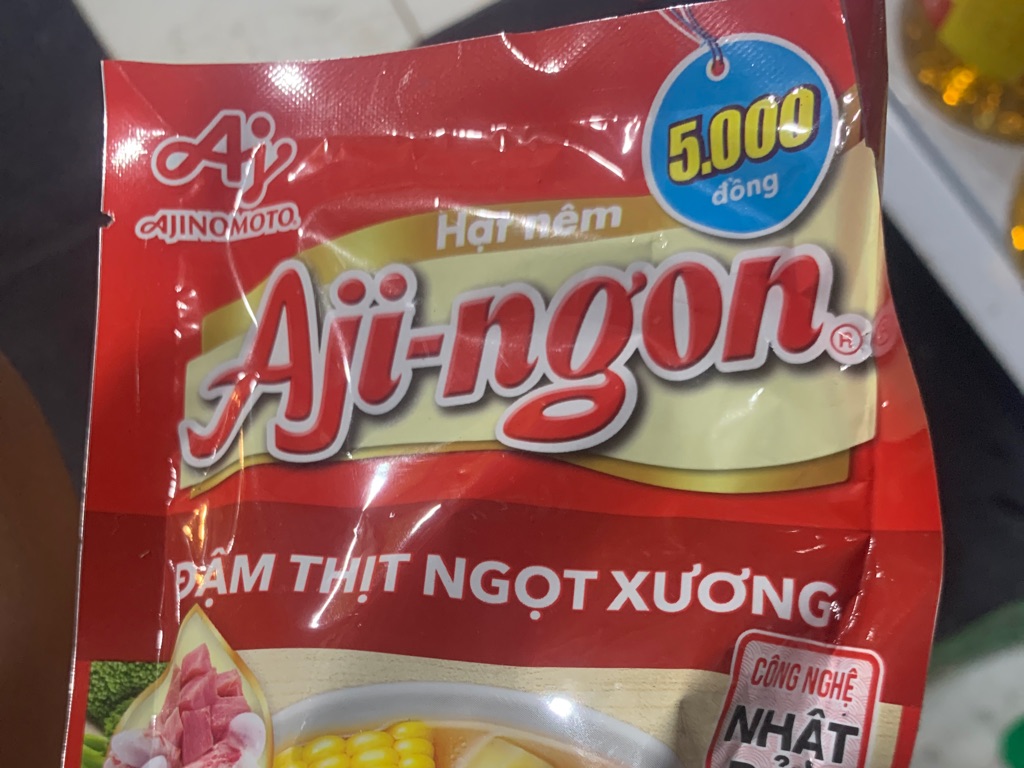 Aj
AJINOMOTO
5.000
đồng
Hạt nêm
Aji-ngon
®
ĐẬM THỊT NGỌT XƯƠNG
CÔNG NGHỆ
NHẬT